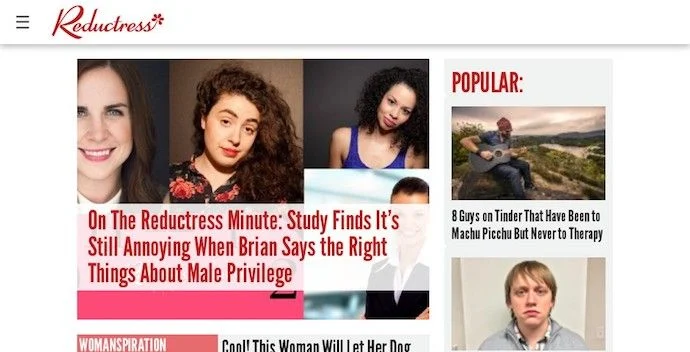 Reductress
On The Reductress Minute: Study Finds It's
Still Annoying When Brian Says the Right
Things About Male Privilege
2
WOMANSPIRATION
Cool! This Woman Will Let Her Dog
POPULAR:
8 Guys on Tinder That Have Been to
Machu Picchu But Never to Therapy